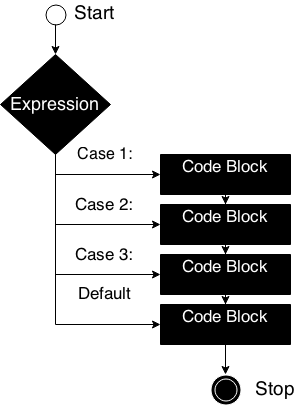 Start
Expression
Case 1:
Code Block
Case 2:
Code Block
Case 3:
Code Block
Default
Code Block
Stop